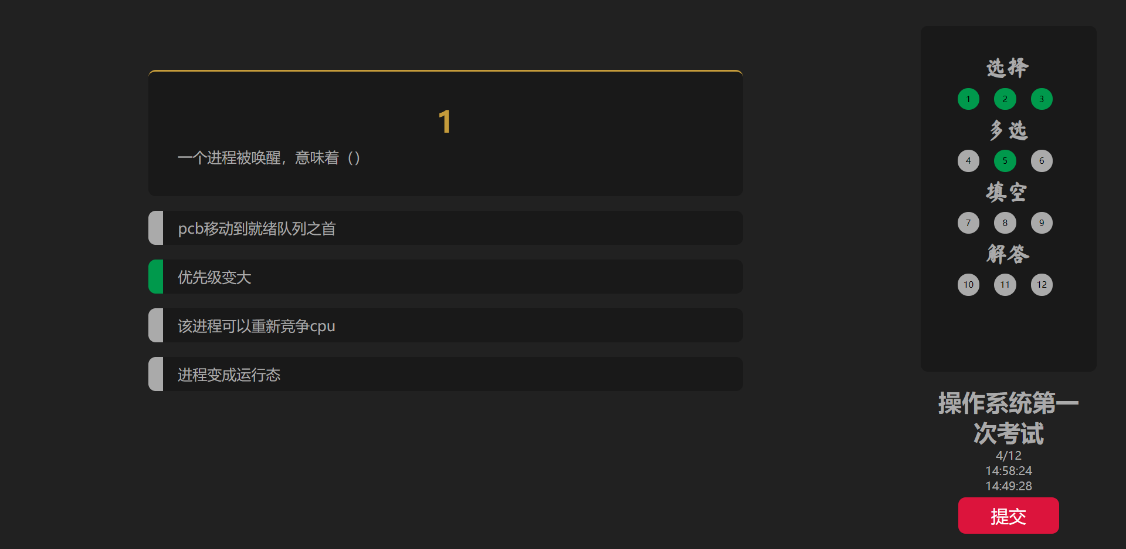 1
一个进程被唤醒，意味着（）
pcb移动到就绪队列之首
优先级变大
该进程可以重新竞争cpu
进程变成运行态
选择
1 2 3
多选
4 5 6
填空
7 8 9
解答
10 11 12
操作系统第一
次考试
4/12
14:58:24
14:49:28
提交